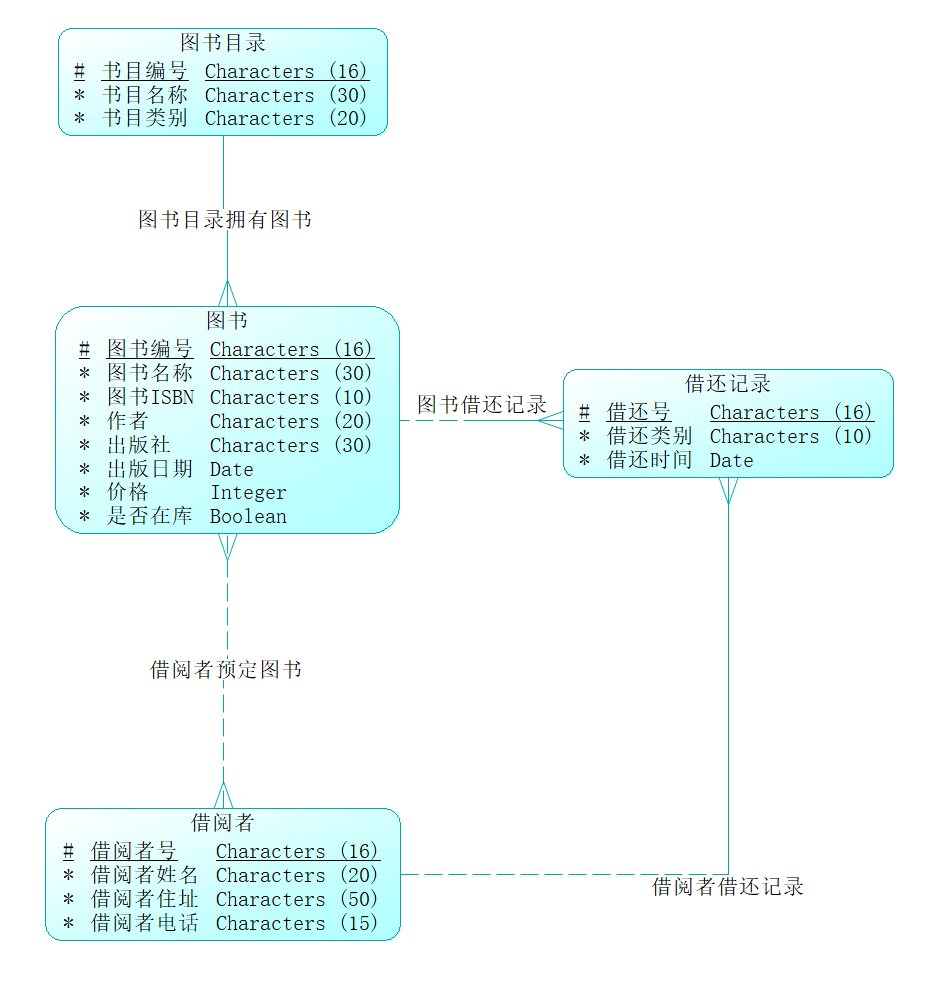 图书目录
# 书目编号 Characters (16)
* 书目名称 Characters (30)
* 书目类别 Characters (20)
图书目录拥有图书
图书
# 图书编号 Characters (16)
* 图书名称 Characters (30)
* 图书ISBN Characters (10)
* 作者 Characters (20)
* 出版社 Characters (30)
* 出版日期 Date
* 价格 Integer
* 是否在库 Boolean
图书借还记录
借还记录
# 借还号 Characters (16)
* 借还类别 Characters (10)
* 借还时间 Date
借阅者预定图书
借阅者
# 借阅者号 Characters (16)
* 借阅者姓名 Characters (20)
* 借阅者住址 Characters (50)
* 借阅者电话 Characters (15)
借阅者借还记录